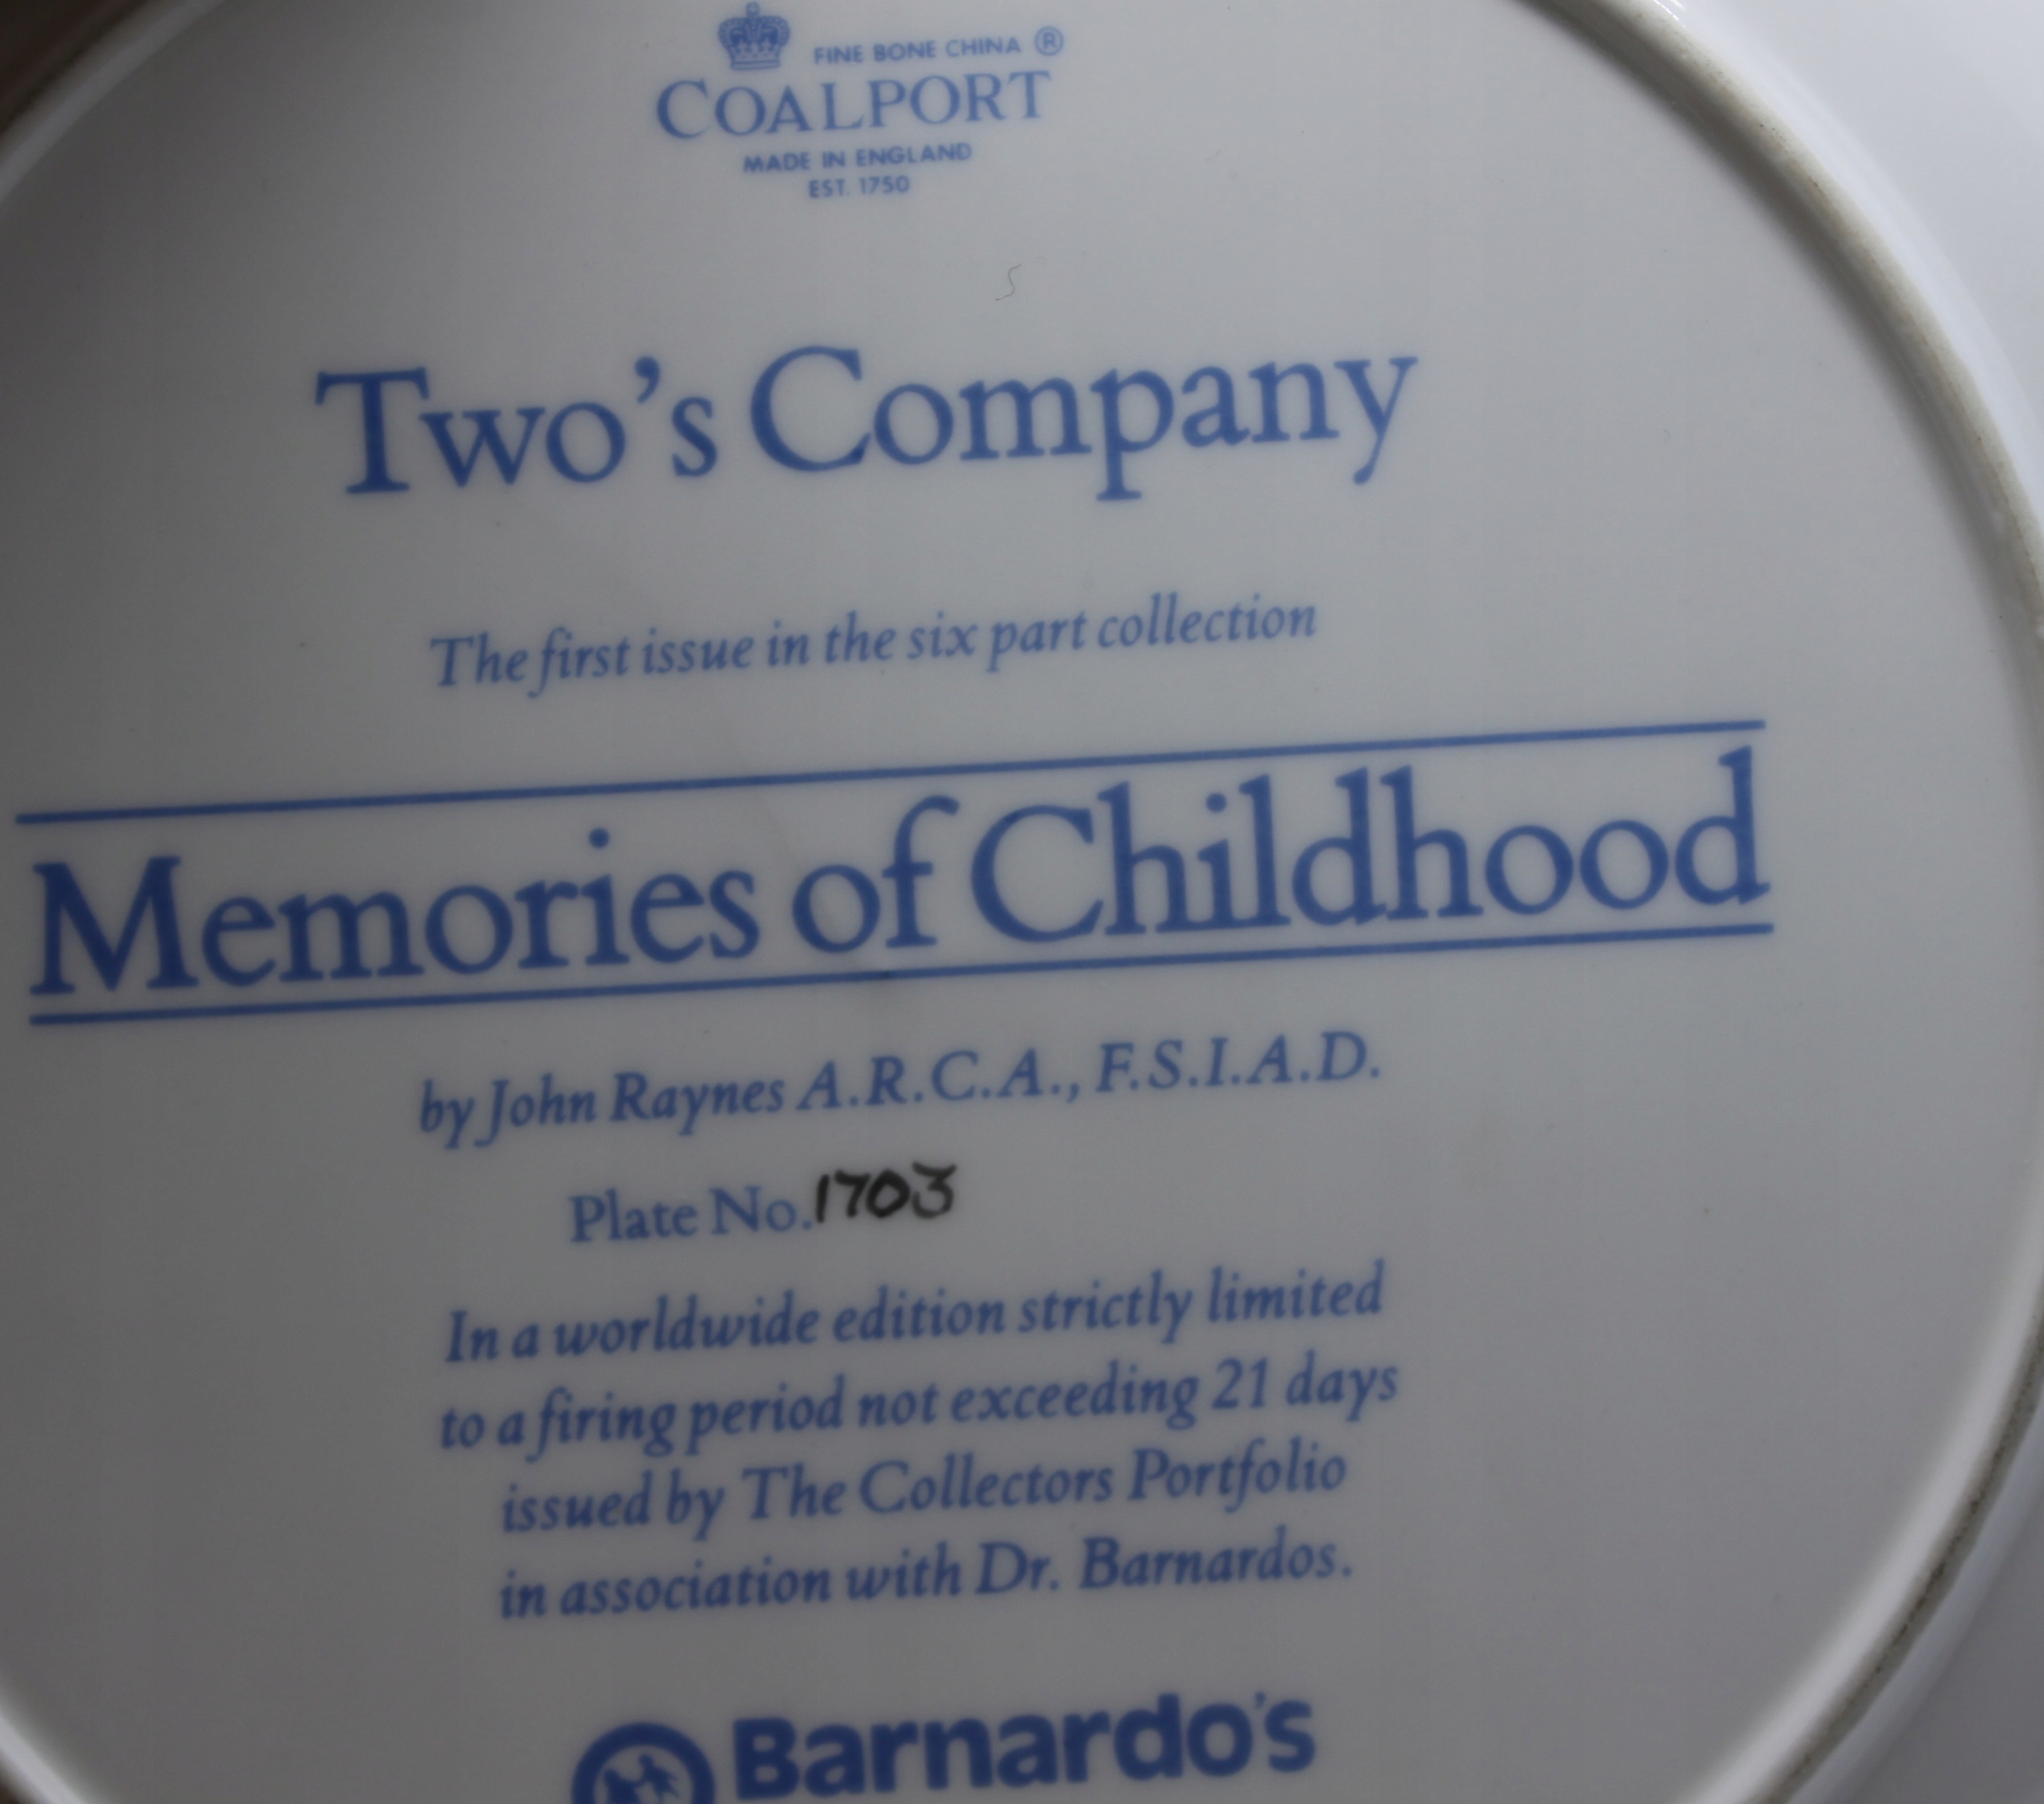 FINE BONE CHINA ®
COALPORT
MADE IN ENGLAND
EST. 1750
Two's Company
The first issue in the six part collection
Memories of Childhood
by John Raynes A.R.C.A., F.S.I.A.D.
Plate No. 1703
In a worldwide edition strictly limited
to a firing period not exceeding 21 days
issued by The Collectors Portfolio
in association with Dr. Barnardos.
Barnardo's